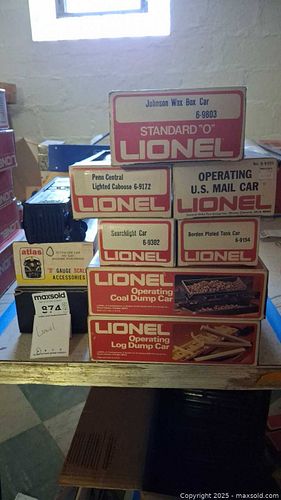 Johnson Wax Box Car
6-9803
STANDARD "O"
LIONEL
Penn Central
Lighted Caboose 6-9172
LIONEL
OPERATING
U.S. MAIL CAR
LIONEL
Searchlight Car
6-9302
LIONEL
Borden Plated Tank Car
6-9154
LIONEL
atlas
"O" GAUGE SCALE
ACCESSORIES
LIONEL
Operating
Coal Dump Car
maxsold
874
LIONEL
Operating
Log Dump Car
Copyright 2025 - maxsold.com